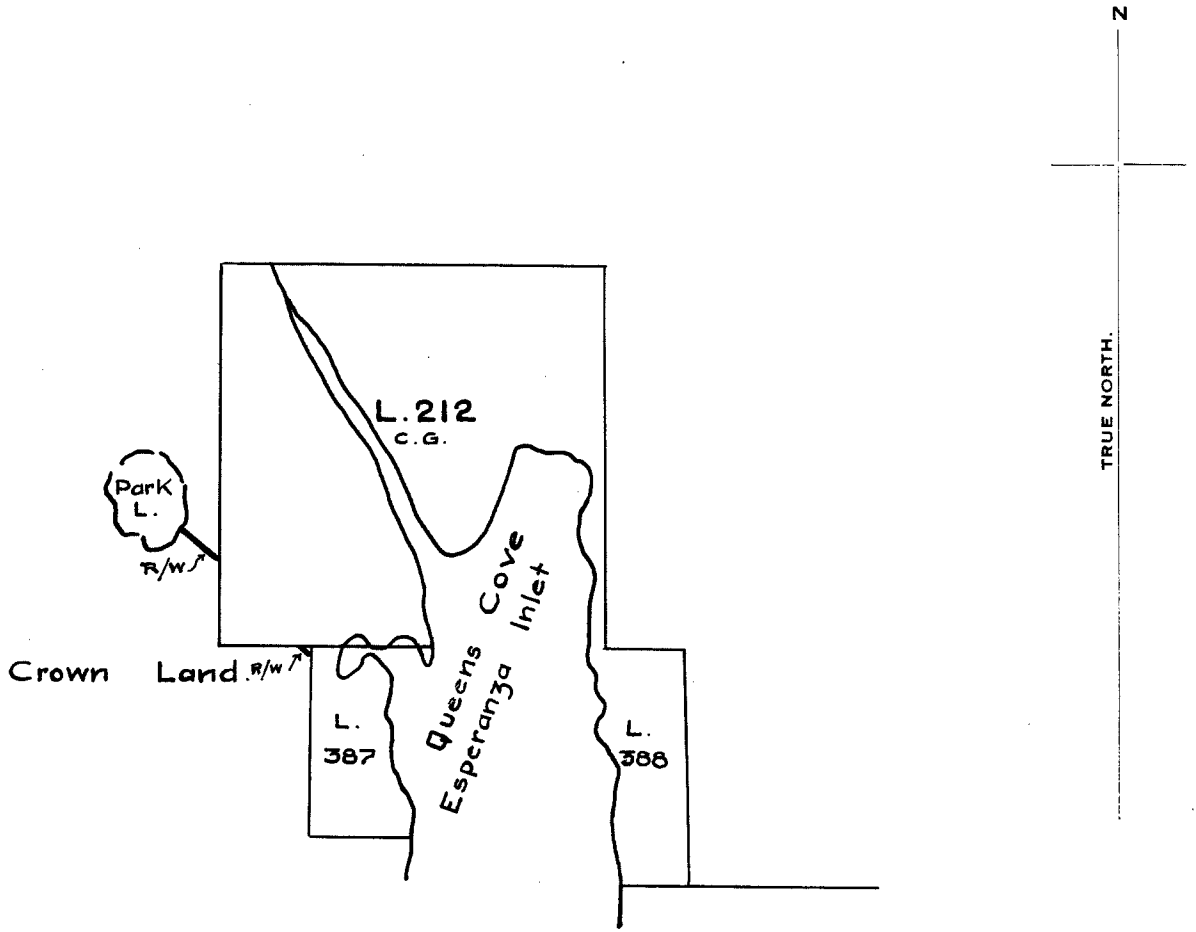 N
TRUE NORTH.
L. 212
C.G.
Park
L.
R/W
Queens Cove
Esperanza Inlet
Crown Land.
R/W
L.
387
L.
388